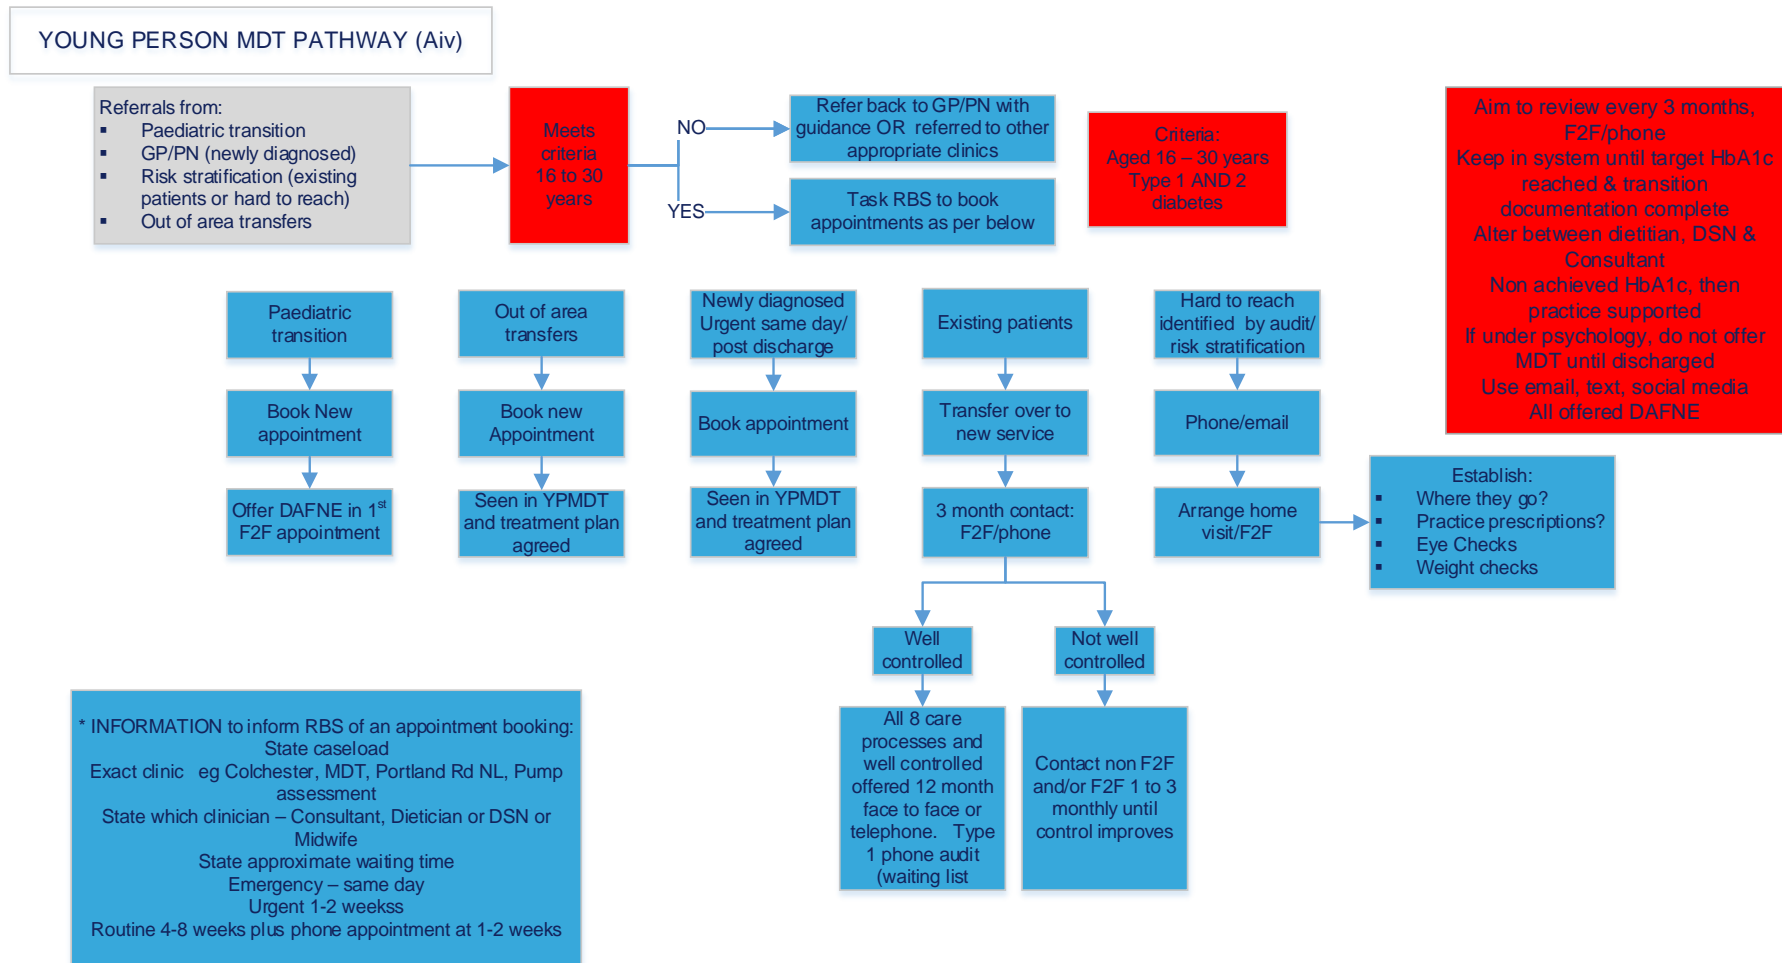 YOUNG PERSON MDT PATHWAY (Aiv)
Referrals from:
▪ Paediatric transition
▪ GP/PN (newly diagnosed)
▪ Risk stratification (existing
patients or hard to reach)
▪ Out of area transfers
Meets
criteria
16 to 30
years
NO
Refer back to GP/PN with
guidance OR referred to other
appropriate clinics
YES
Task RBS to book
appointments as per below
Criteria:
Aged 16 – 30 years
Type 1 AND 2
diabetes
Aim to review every 3 months,
F2F/phone
Keep in system until target HbA1c
reached & transition
documentation complete
Alter between dietitian, DSN &
Consultant
Non achieved HbA1c, then
practice supported
If under psychology, do not offer
MDT until discharged
Use email, text, social media
All offered DAFNE
Paediatric
transition
Book New
appointment
Offer DAFNE in 1st
F2F appointment
Out of area
transfers
Book new
Appointment
Seen in YPMDT
and treatment plan
agreed
Newly diagnosed
Urgent same day/
post discharge
Book appointment
Seen in YPMDT
and treatment plan
agreed
Existing patients
Transfer over to
new service
3 month contact:
F2F/phone
Hard to reach
identified by audit/
risk stratification
Phone/email
Arrange home
visit/F2F
Establish:
▪ Where they go?
▪ Practice prescriptions?
▪ Eye Checks
▪ Weight checks
Well
controlled
Not well
controlled
All 8 care
processes and
well controlled
offered 12 month
face to face or
telephone. Type
1 phone audit
(waiting list
Contact non F2F
and/or F2F 1 to 3
monthly until
control improves
* INFORMATION to inform RBS of an appointment booking:
State caseload
Exact clinic eg Colchester, MDT, Portland Rd NL, Pump
assessment
State which clinician – Consultant, Dietician or DSN or
Midwife
State approximate waiting time
Emergency – same day
Urgent 1-2 weekss
Routine 4-8 weeks plus phone appointment at 1-2 weeks